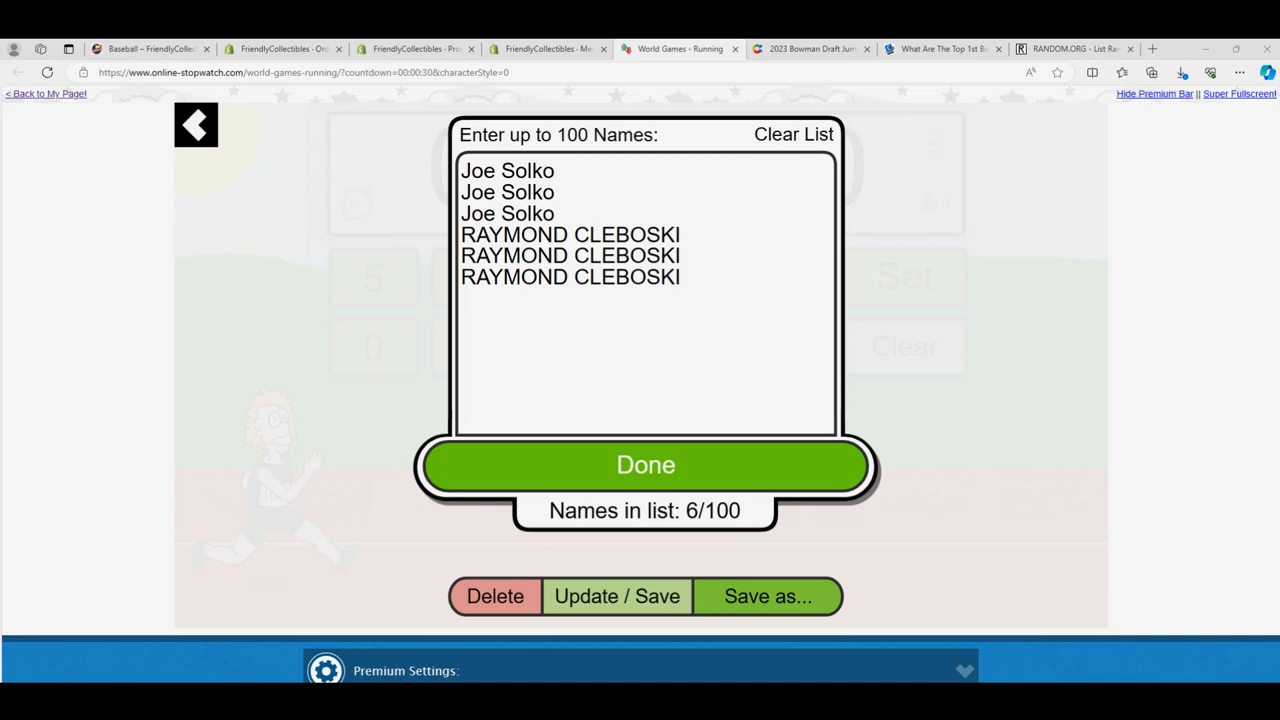 Baseball – FriendlyCollec
FriendlyCollectibles · Ord
FriendlyCollectibles · Pro
FriendlyCollectibles · Me
World Games - Running
2023 Bowman Draft Jum
What Are The Top 1st Bo
RANDOM.ORG - List Ran
https://www.online-stopwatch.com/world-games-running/?countdown=00:00:30&characterStyle=0
< Back to My Page!
Hide Premium Bar || Super Fullscreen!
Enter up to 100 Names:
Clear List
Joe Solko
Joe Solko
Joe Solko
RAYMOND CLEBOSKI
RAYMOND CLEBOSKI
RAYMOND CLEBOSKI
5
Set
0
Clear
Done
Names in list: 6/100
Delete
Update / Save
Save as...
Premium Settings: